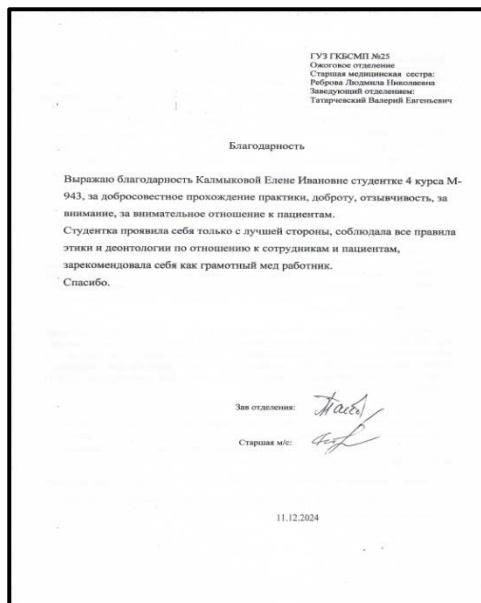 ГУЗ ГКБСМП №25
Ожоговое отделение
Старшая медицинская сестра:
Реброва Людмила Николаевна
Заведующий отделением:
Татарчевский Валерий Евгеньевич
Благодарность
Выражаю благодарность Калмыковой Елене Ивановне студентке 4 курса М-
943, за добросовестное прохождение практики, доброту, отзывчивость, за
внимание, за внимательное отношение к пациентам.
Студентка проявила себя только с лучшей стороны, соблюдала все правила
этики и деонтологии по отношению к сотрудникам и пациентам,
зарекомендовала себя как грамотный мед работник.
Спасибо.
Зав отделения:
Старшая м/с:
11.12.2024